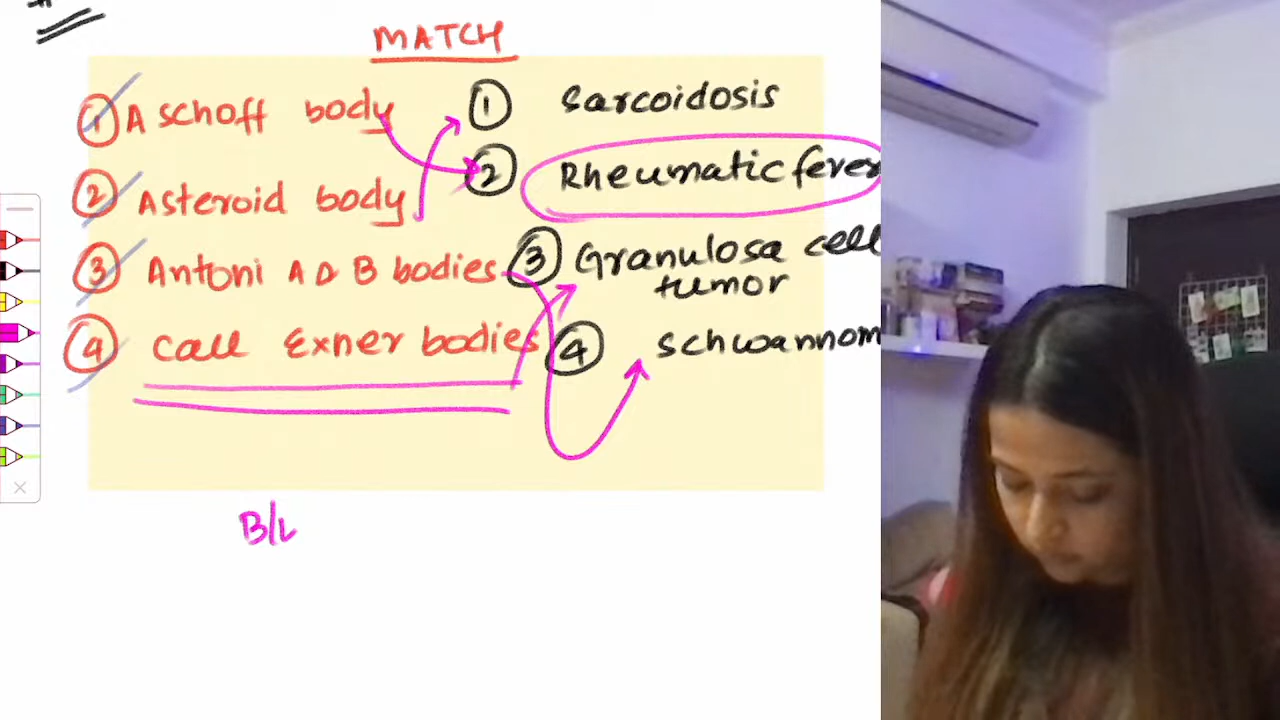 MATCH
① Aschoff body ① Sarcoidosis
② Asteroid body ② Rheumatic fever
③ Antoni A D B bodies ③ Granulosa cell
tumor
④ Call Exner bodies ④ schwannom
B/L